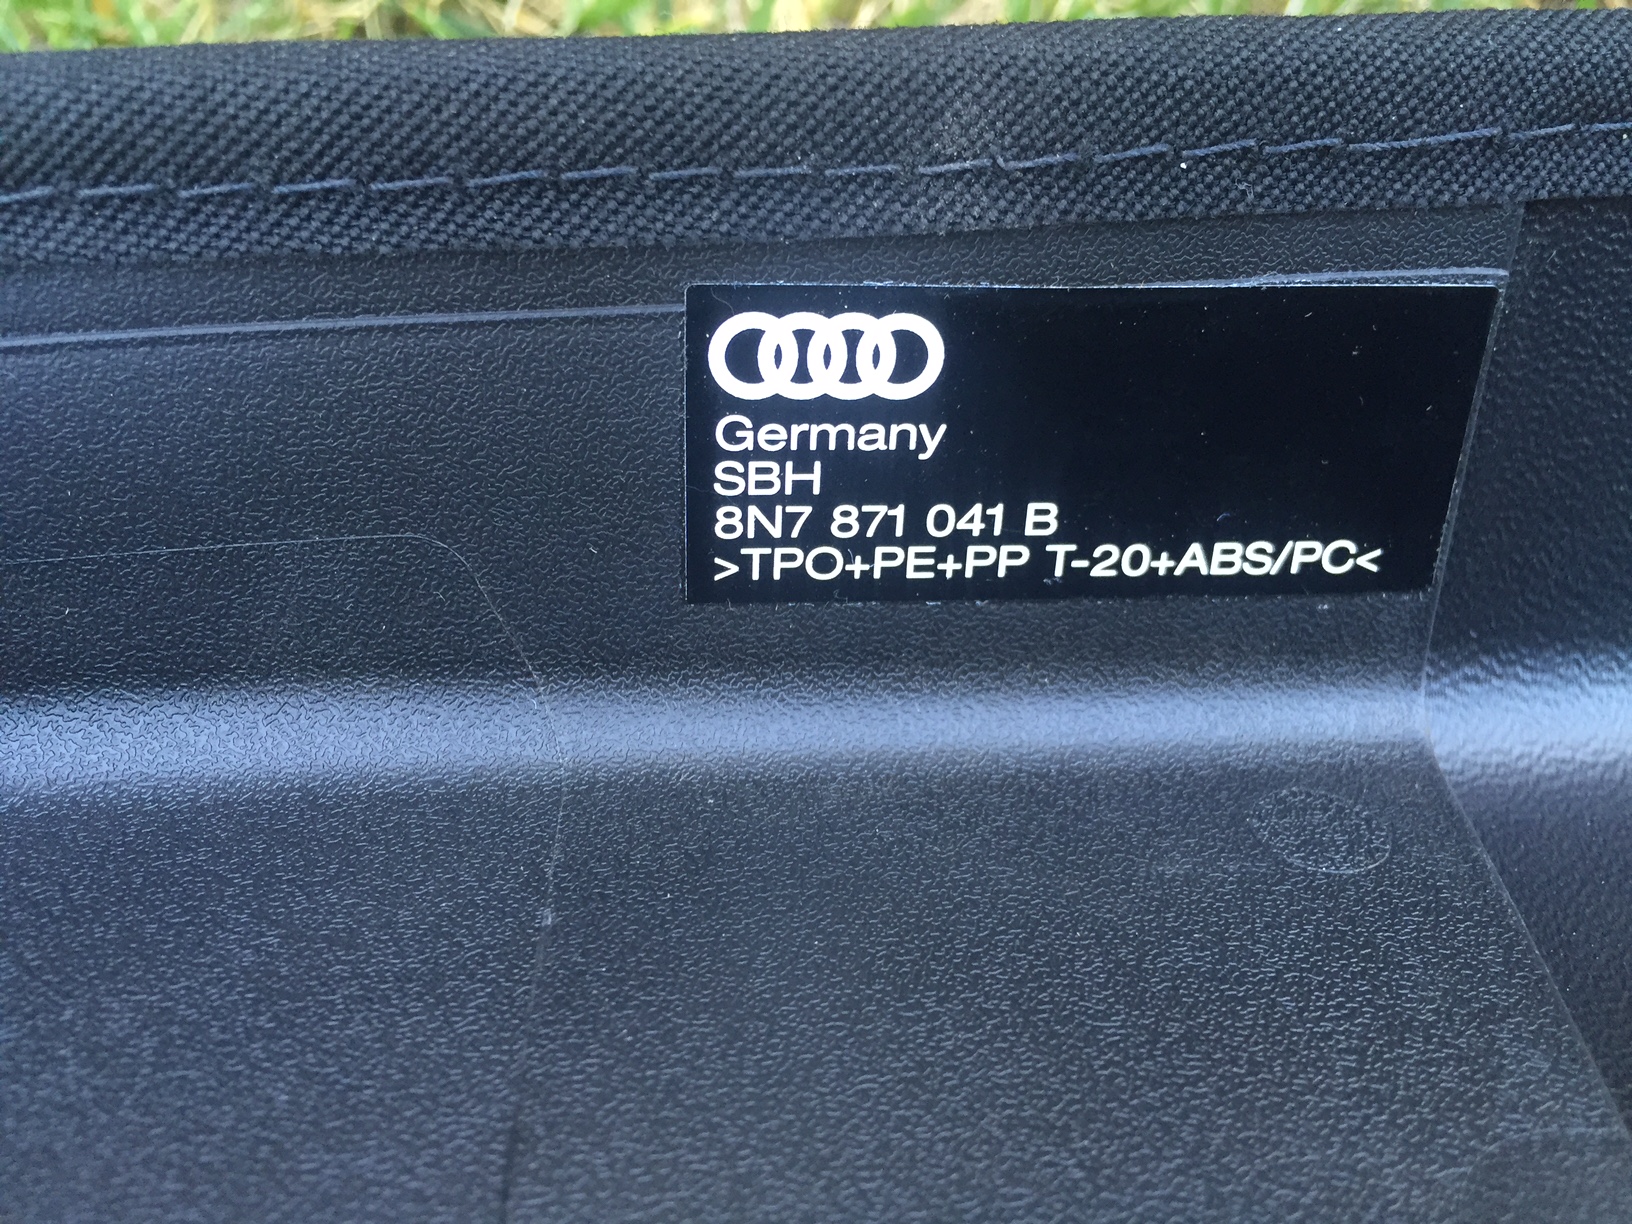 Germany
SBH
8N7 871 041 B
>TPO+PE+PP T-20+ABS/PC<